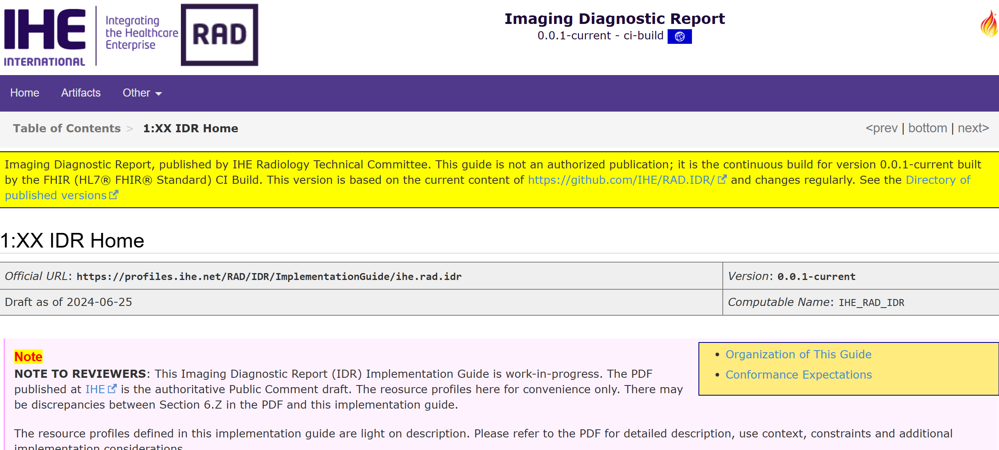 IHE
INTERNATIONAL
Integrating
the Healthcare
Enterprise
RAD
Imaging Diagnostic Report
0.0.1-current - ci-build
Home Artifacts Other
Table of Contents > 1:XX IDR Home
<prev | bottom | next>
Imaging Diagnostic Report, published by IHE Radiology Technical Committee. This guide is not an authorized publication; it is the continuous build for version 0.0.1-current built
by the FHIR (HL7® FHIR® Standard) CI Build. This version is based on the current content of https://github.com/IHE/RAD.IDR/ and changes regularly. See the Directory of
published versions
1:XX IDR Home
Official URL: https://profiles.ihe.net/RAD/IDR/ImplementationGuide/ihe.rad.idr
Version: 0.0.1-current
Draft as of 2024-06-25
Computable Name: IHE_RAD_IDR
Note
NOTE TO REVIEWERS: This Imaging Diagnostic Report (IDR) Implementation Guide is work-in-progress. The PDF
published at IHE is the authoritative Public Comment draft. The reosurce profiles here for convenience only. There may
be discrepancies between Section 6.Z in the PDF and this implementation guide.
• Organization of This Guide
• Conformance Expectations
The resource profiles defined in this implementation guide are light on description. Please refer to the PDF for detailed description, use context, constraints and additional
implementation considerations.